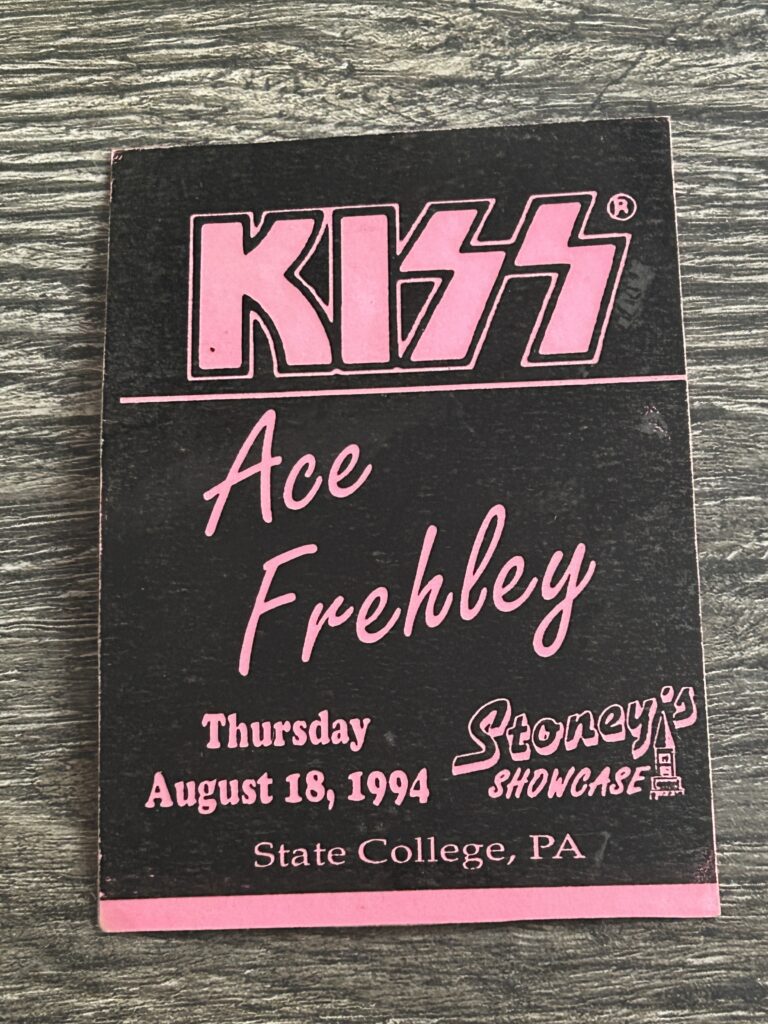 KISS®
Ace
Frehley
Thursday
August 18, 1994
Stoney's
SHOWCASE
State College, PA